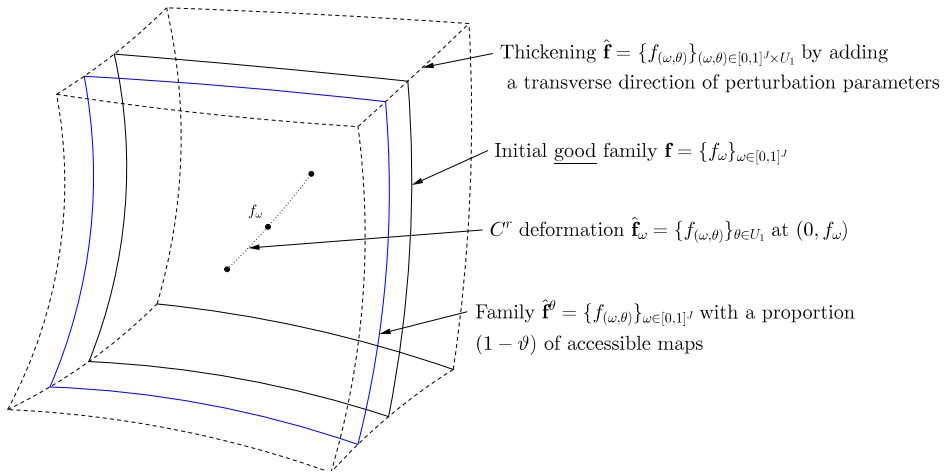 Thickening $\hat{\mathbf{f}} = \{f_{(\omega,\theta)}\}_{(\omega,\theta)\in[0,1]^J\times U_1}$ by adding
a transverse direction of perturbation parameters
Initial good family $\mathbf{f} = \{f_\omega\}_{\omega\in[0,1]^J}$
$f_\omega$
$C^r$ deformation $\hat{\mathbf{f}}_\omega = \{f_{(\omega,\theta)}\}_{\theta\in U_1}$ at $(0, f_\omega)$
Family $\hat{\mathbf{f}}^\theta = \{f_{(\omega,\theta)}\}_{\omega\in[0,1]^J}$ with a proportion
$(1 - \vartheta)$ of accessible maps